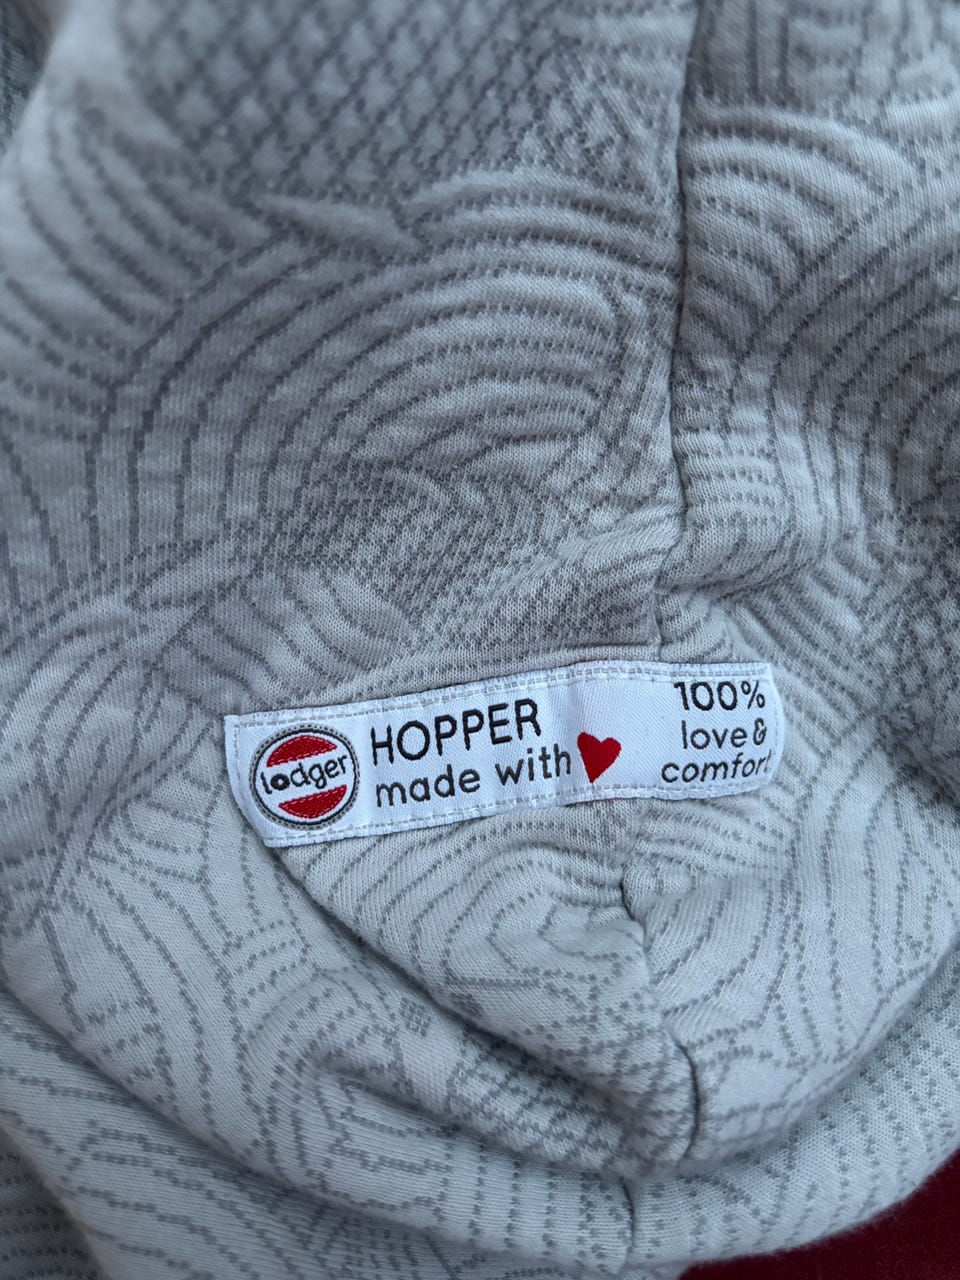 lodger
HOPPER
made with
100%
love &
comfort